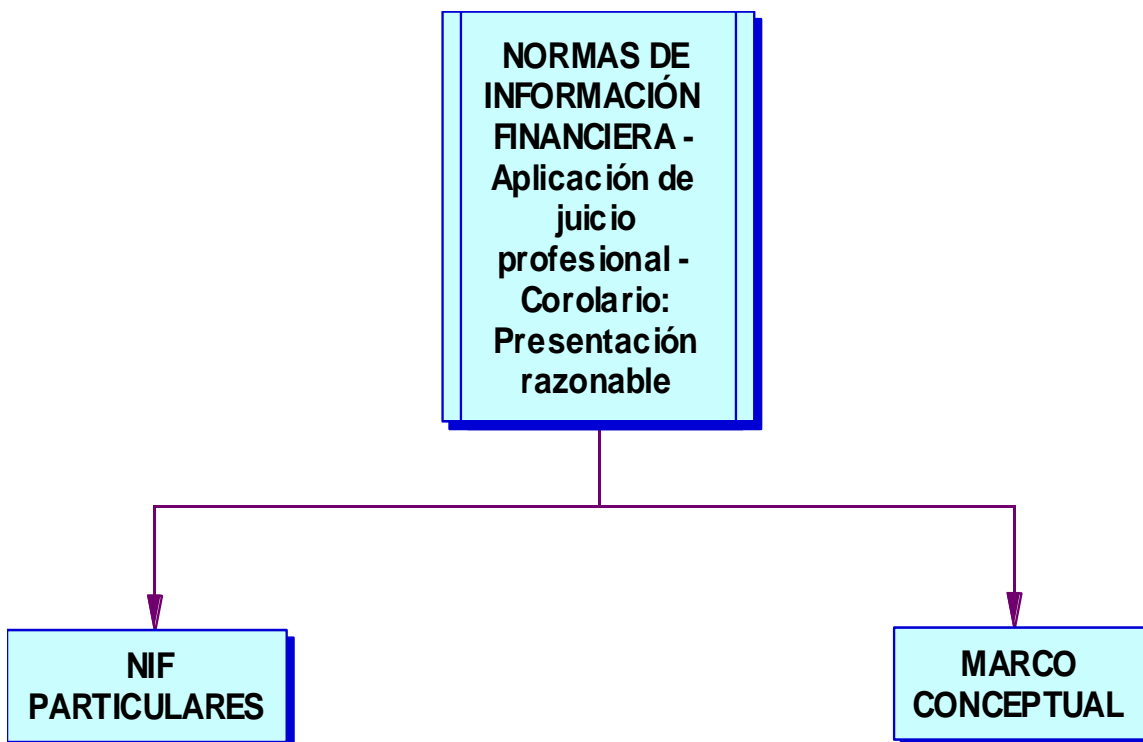 NORMAS DE
INFORMACIÓN
FINANCIERA -
Aplicación de
juicio
profesional -
Corolario:
Presentación
razonable
NIF
PARTICULARES
MARCO
CONCEPTUAL